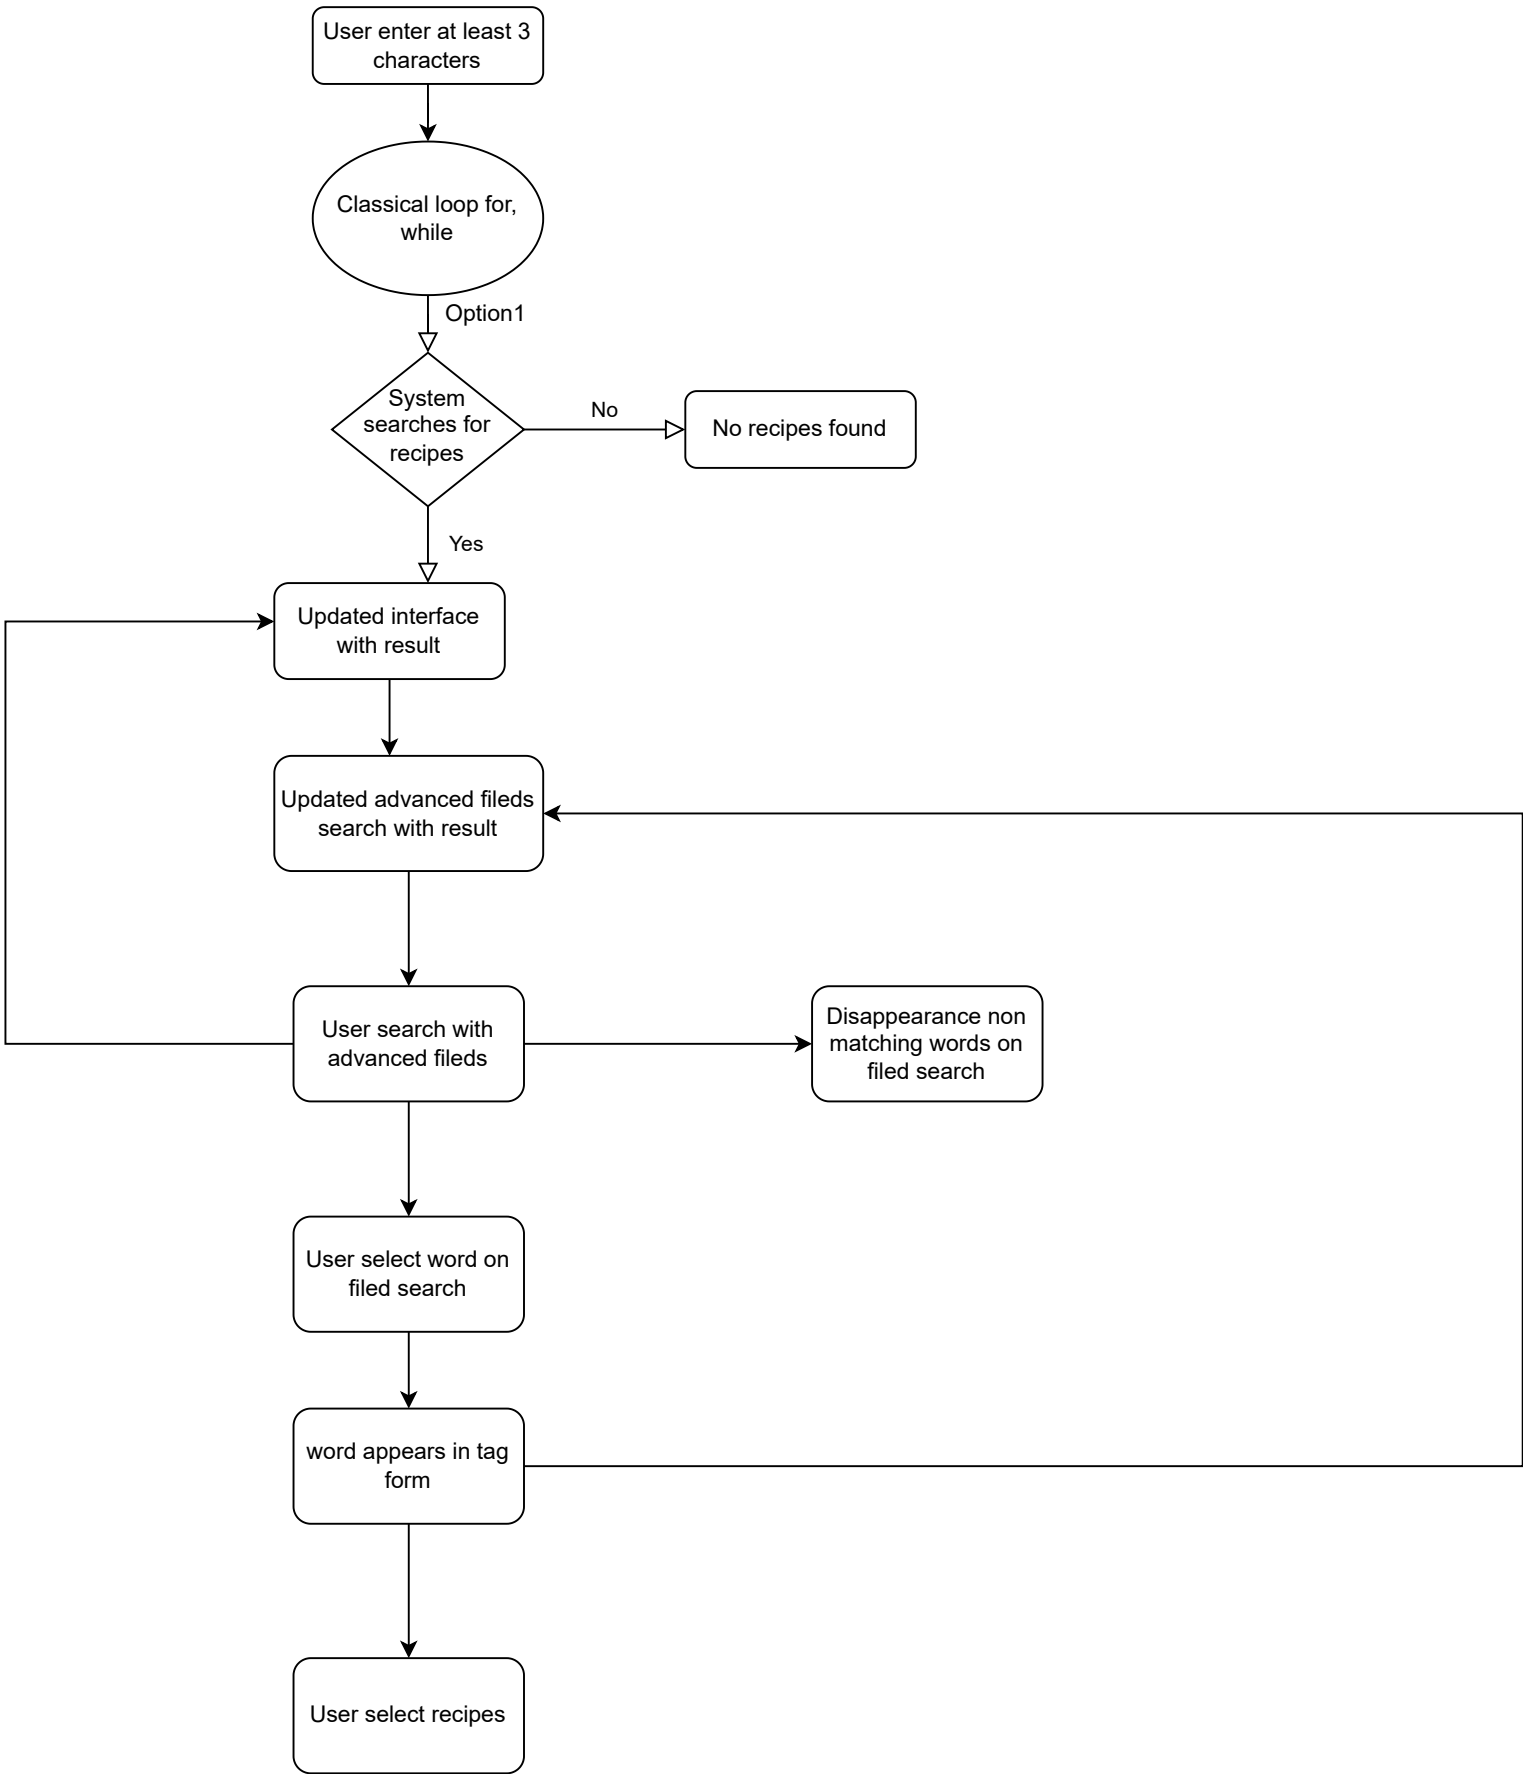 User enter at least 3
characters
Classical loop for,
while
Option1
System
searches for
recipes
No
No recipes found
Yes
Updated interface
with result
Updated advanced fileds
search with result
User search with
advanced fileds
Disappearance non
matching words on
filed search
User select word on
filed search
word appears in tag
form
User select recipes